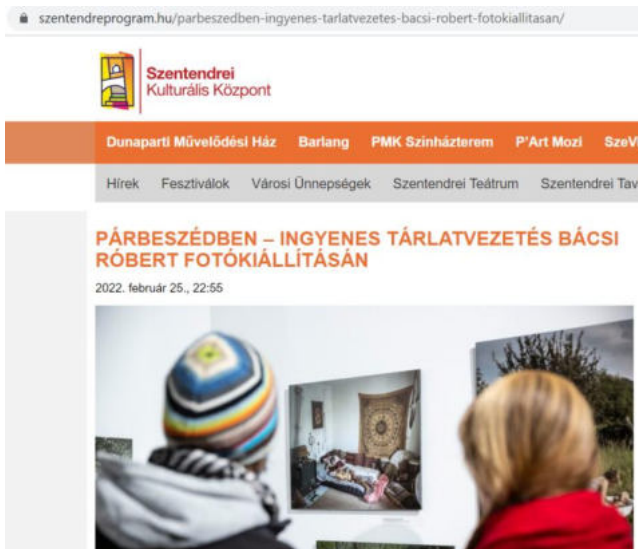 szentendreprogram.hu/parbeszedben-ingyenes-tarlatvezetes-bacsi-robert-fotokiallitasan/
Szentendrei
Kulturális Központ
Dunaparti Művelődési Ház Barlang PMK Színházterem P'Art Mozi SzeVi
Hírek Fesztiválok Városi Ünnepségek Szentendrei Teátrum Szentendrei Tav
PÁRBESZÉDBEN – INGYENES TÁRLATVEZETÉS BÁCSI
RÓBERT FOTÓKIÁLLÍTÁSÁN
2022. február 25., 22:55